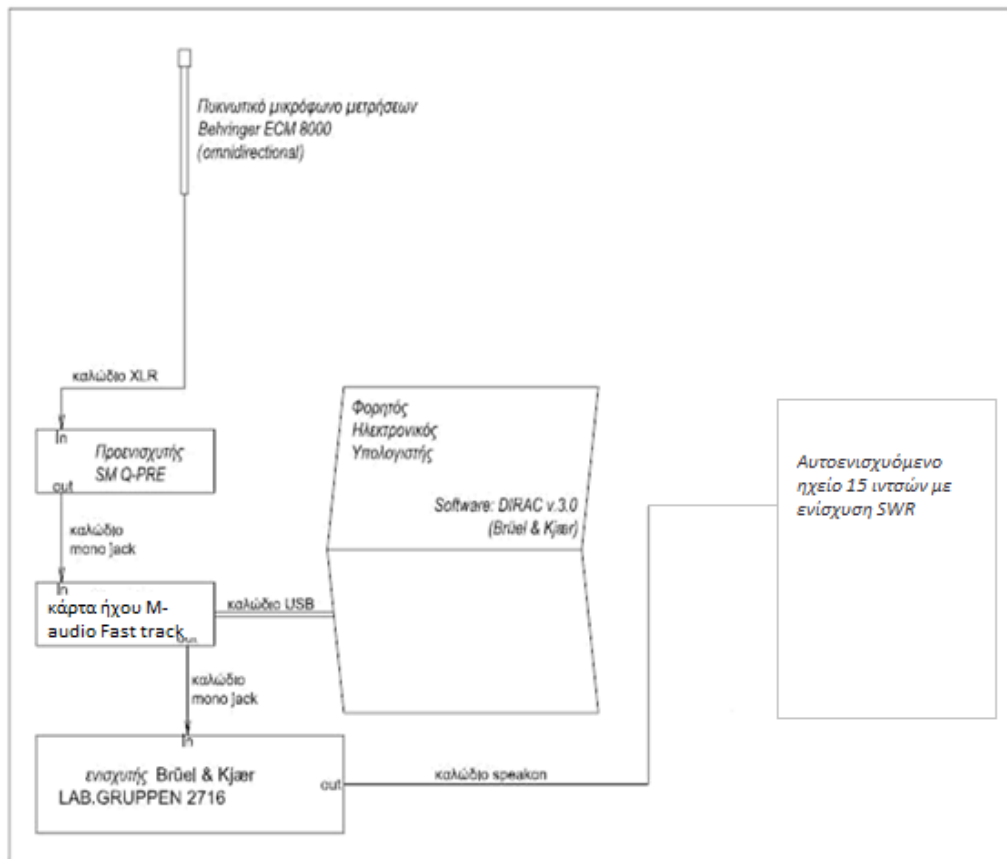 Πυκνωτικό μικρόφωνο μετρήσεων
Behringer ECM 8000
(omnidirectional)
καλώδιο XLR
In
Προενισχυτής
SM Q-PRE
out
καλώδιο
mono jack
In
κάρτα ήχου M-
audio Fast track
out
καλώδιο USB
Φορητός
Ηλεκτρονικός
Υπολογιστής
Software: DIRAC v.3.0
(Brüel & Kjær)
Αυτοενισχυόμενο
ηχείο 15 ιντσών με
ενίσχυση SWR
καλώδιο
mono jack
In
ενισχυτής Brüel & Kjær
LAB.GRUPPEN 2716
out
καλώδιο speakon